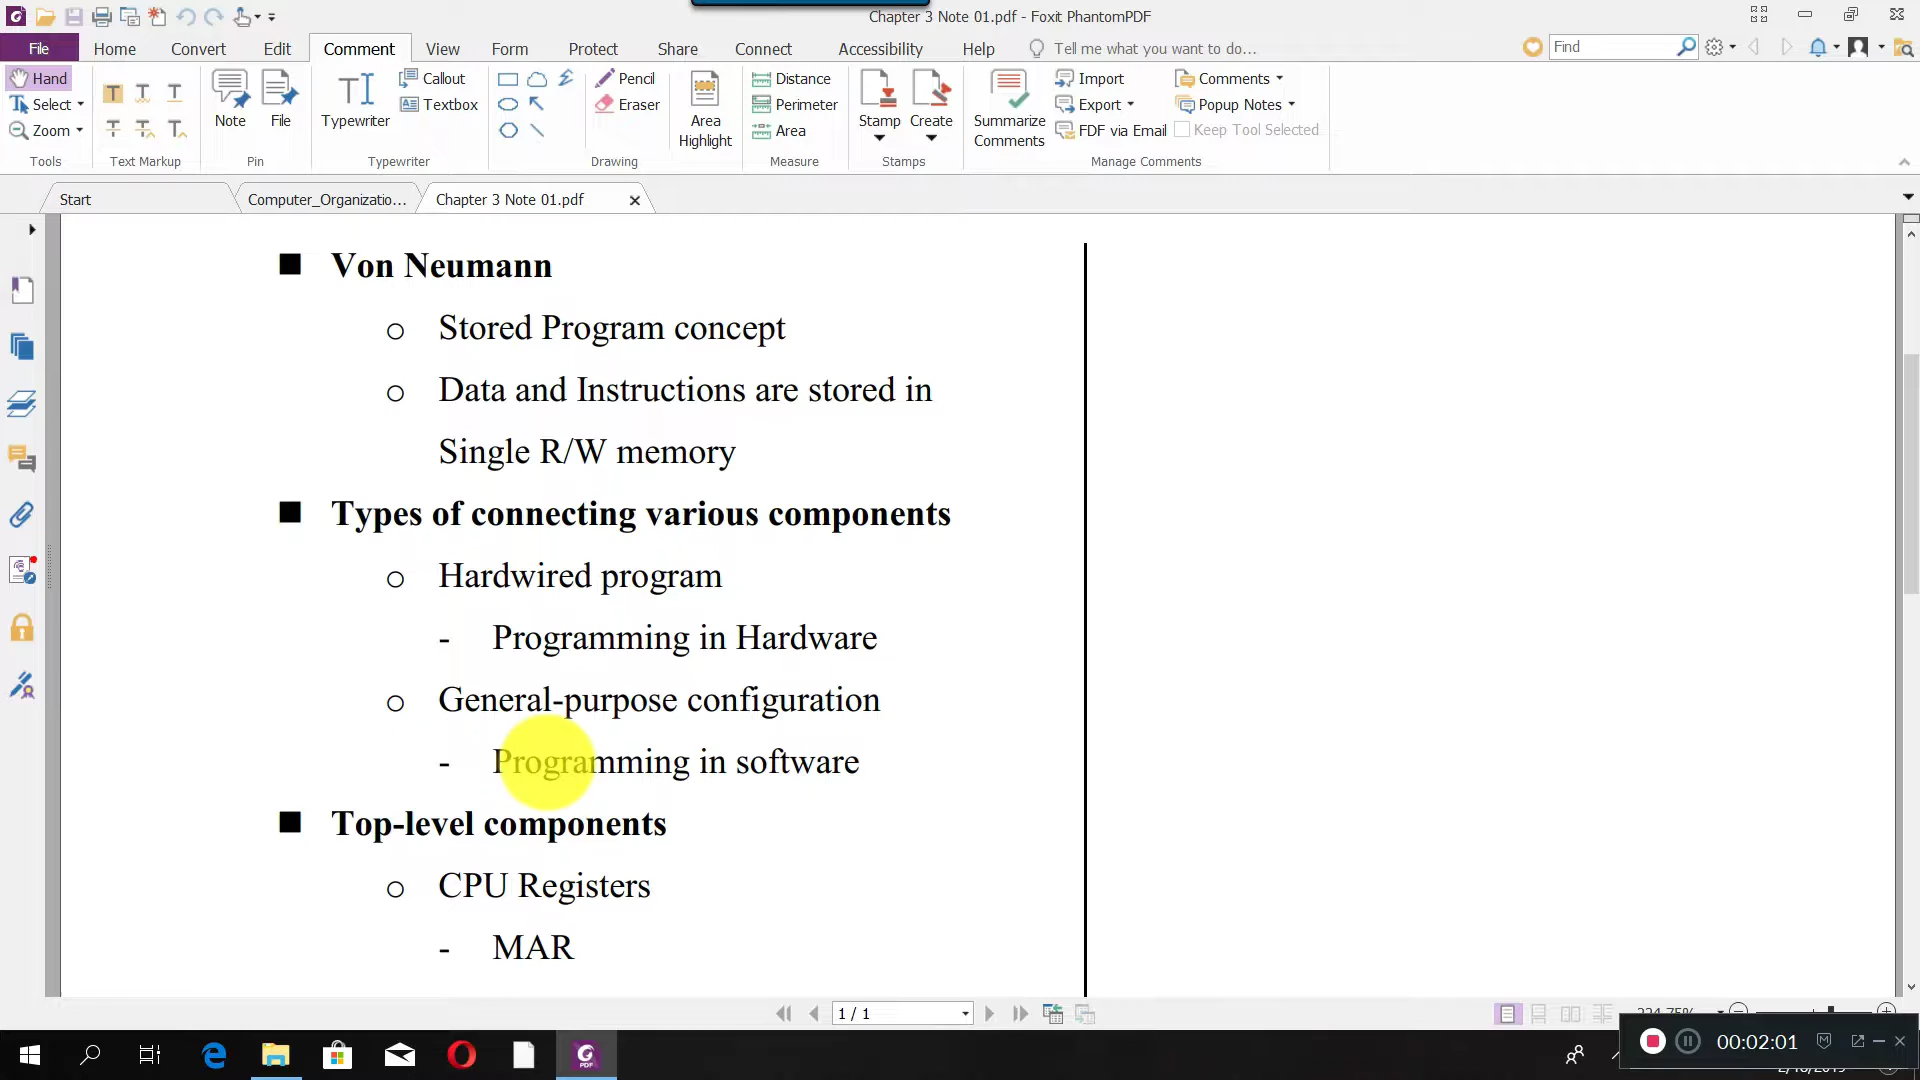 Chapter 3 Note 01.pdf - Foxit PhantomPDF
File Home Convert Edit Comment View Form Protect Share Connect Accessibility Help Tell me what you want to do... Find
Hand
Select
Zoom
Tools
Text Markup
Note
File
Pin
Typewriter
Callout
Textbox
Typewriter
Pencil
Eraser
Area
Highlight
Drawing
Distance
Perimeter
Area
Measure
Stamp
Create
Stamps
Summarize
Comments
Import
Export
FDF via Email
Comments
Popup Notes
Keep Tool Selected
Manage Comments
Start
Computer_Organizatio...
Chapter 3 Note 01.pdf
Von Neumann
o Stored Program concept
o Data and Instructions are stored in
Single R/W memory
Types of connecting various components
o Hardwired program
- Programming in Hardware
o General-purpose configuration
- Programming in software
Top-level components
o CPU Registers
- MAR
1 / 1
00:02:01